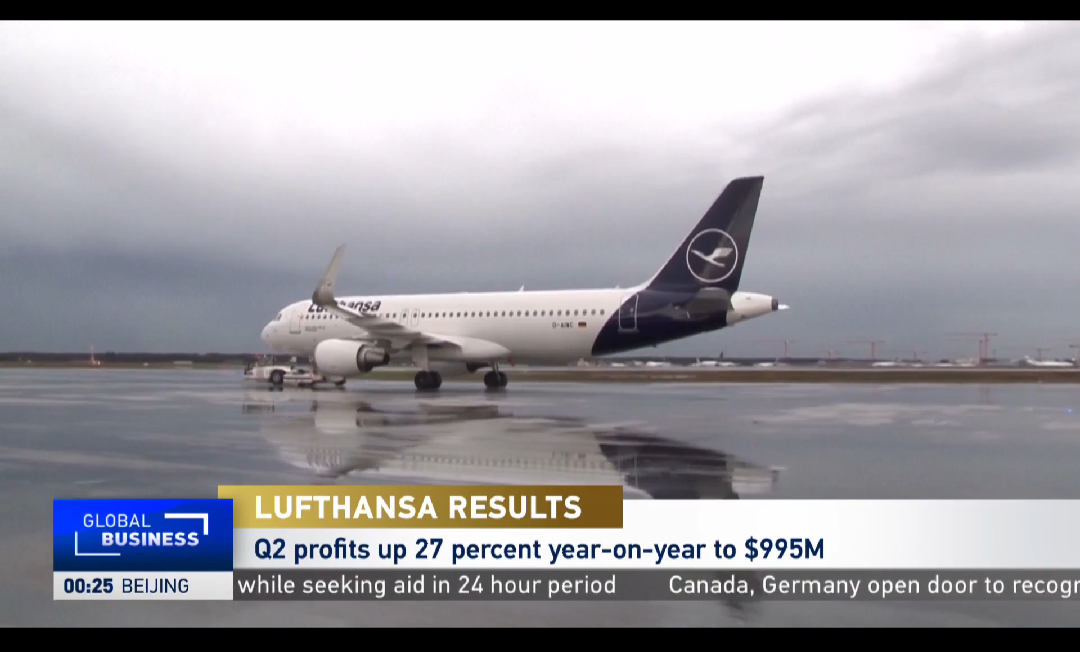 Lufthansa
D-AIWC
LUFTHANSA RESULTS
GLOBAL
BUSINESS
Q2 profits up 27 percent year-on-year to $995M
00:25 BEIJING
while seeking aid in 24 hour period Canada, Germany open door to recogn